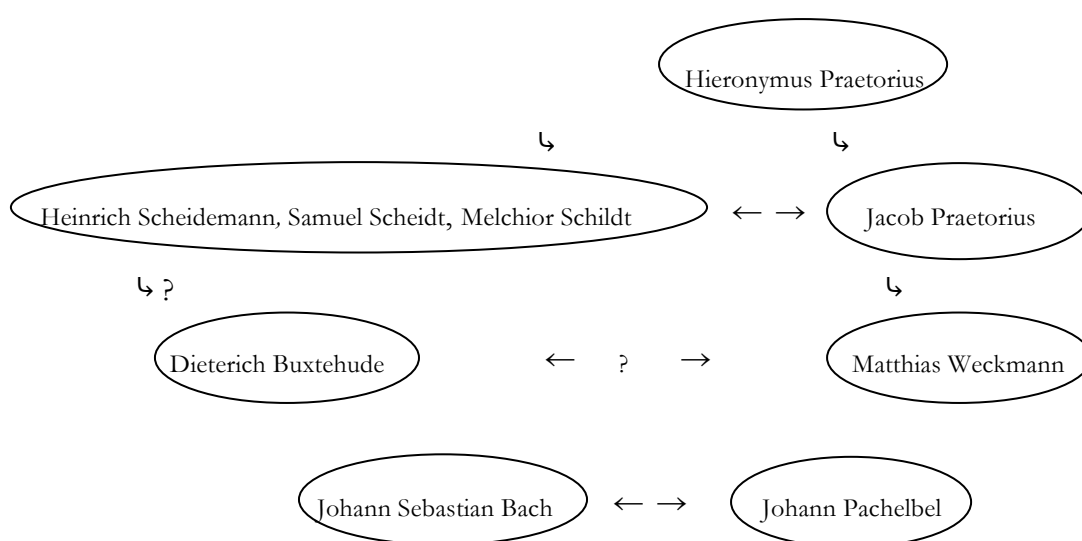 Hieronymus Praetorius
↳ ↳
Heinrich Scheidemann, Samuel Scheidt, Melchior Schildt ← → Jacob Praetorius
↳ ? ↳
Dieterich Buxtehude ← ? → Matthias Weckmann
Johann Sebastian Bach ← → Johann Pachelbel